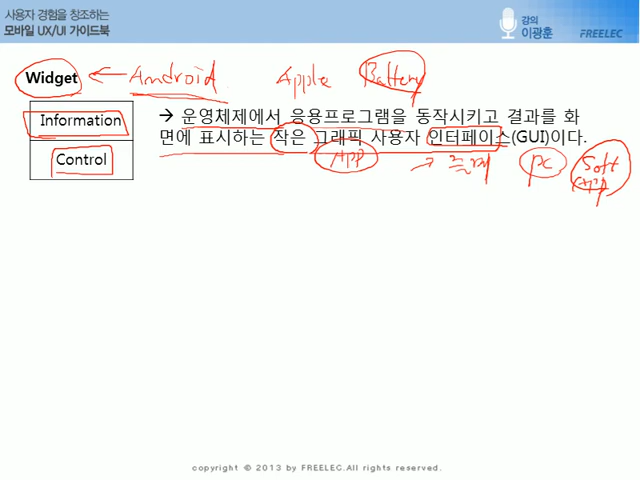 사용자 경험을 창조하는
모바일 UX/UI 가이드북
강의
이광훈
FREELEC
Widget ← Android Apple Battery
Information
Control
→ 운영체제에서 응용프로그램을 동작시키고 결과를 화
면에 표시하는 작은 그래픽 사용자 인터페이스(GUI)이다.
APP → PC Soft
copyright © 2013 by FREELEC.All rights reserved.